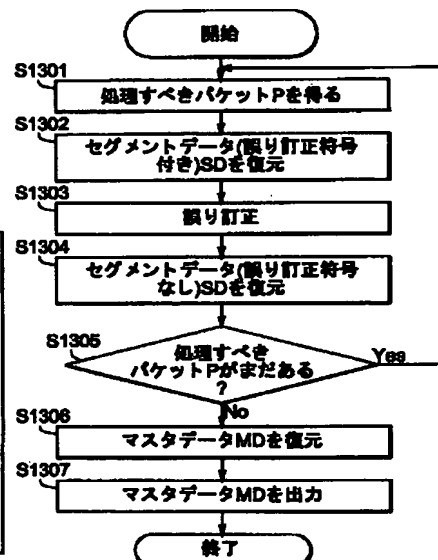 開始
S1301
処理すべきパケットPを得る
S1302
セグメントデータ(誤り訂正符号
付き)SDを復元
S1303
誤り訂正
S1304
セグメントデータ(誤り訂正符号
なし)SDを復元
S1305
処理すべき
パケットPがまだある
?
Yes
No
S1306
マスタデータMDを復元
S1307
マスタデータMDを出力
終了